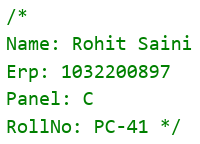 /*
Name: Rohit Saini
Erp: 1032200897
Panel: C
RollNo: PC-41 */